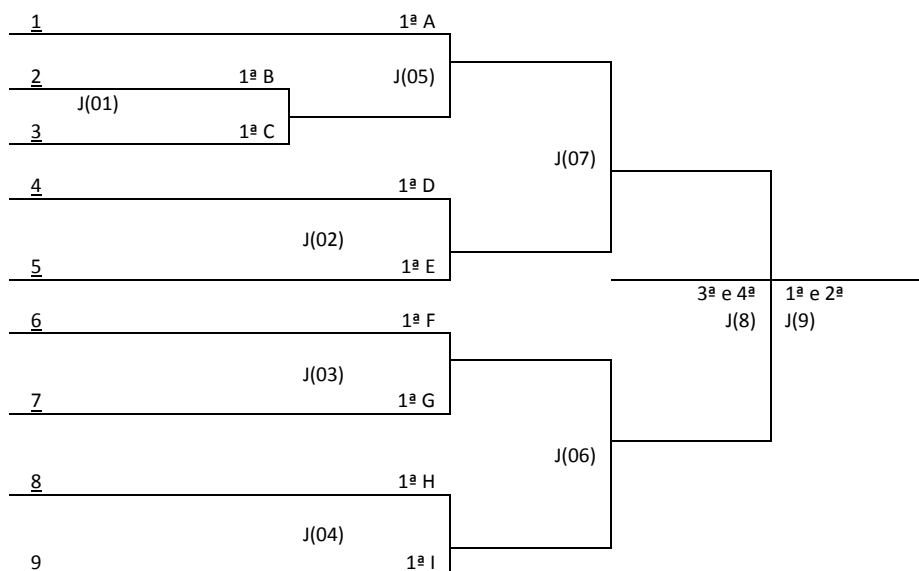 1 1ª A
2 1ª B J(05)
J(01)
3 1ª C
J(07)
4 1ª D
J(02)
5 1ª E
3ª e 4ª 1ª e 2ª
6 1ª F J(8) J(9)
J(03)
7 1ª G
J(06)
8 1ª H
J(04)
9 1ª I